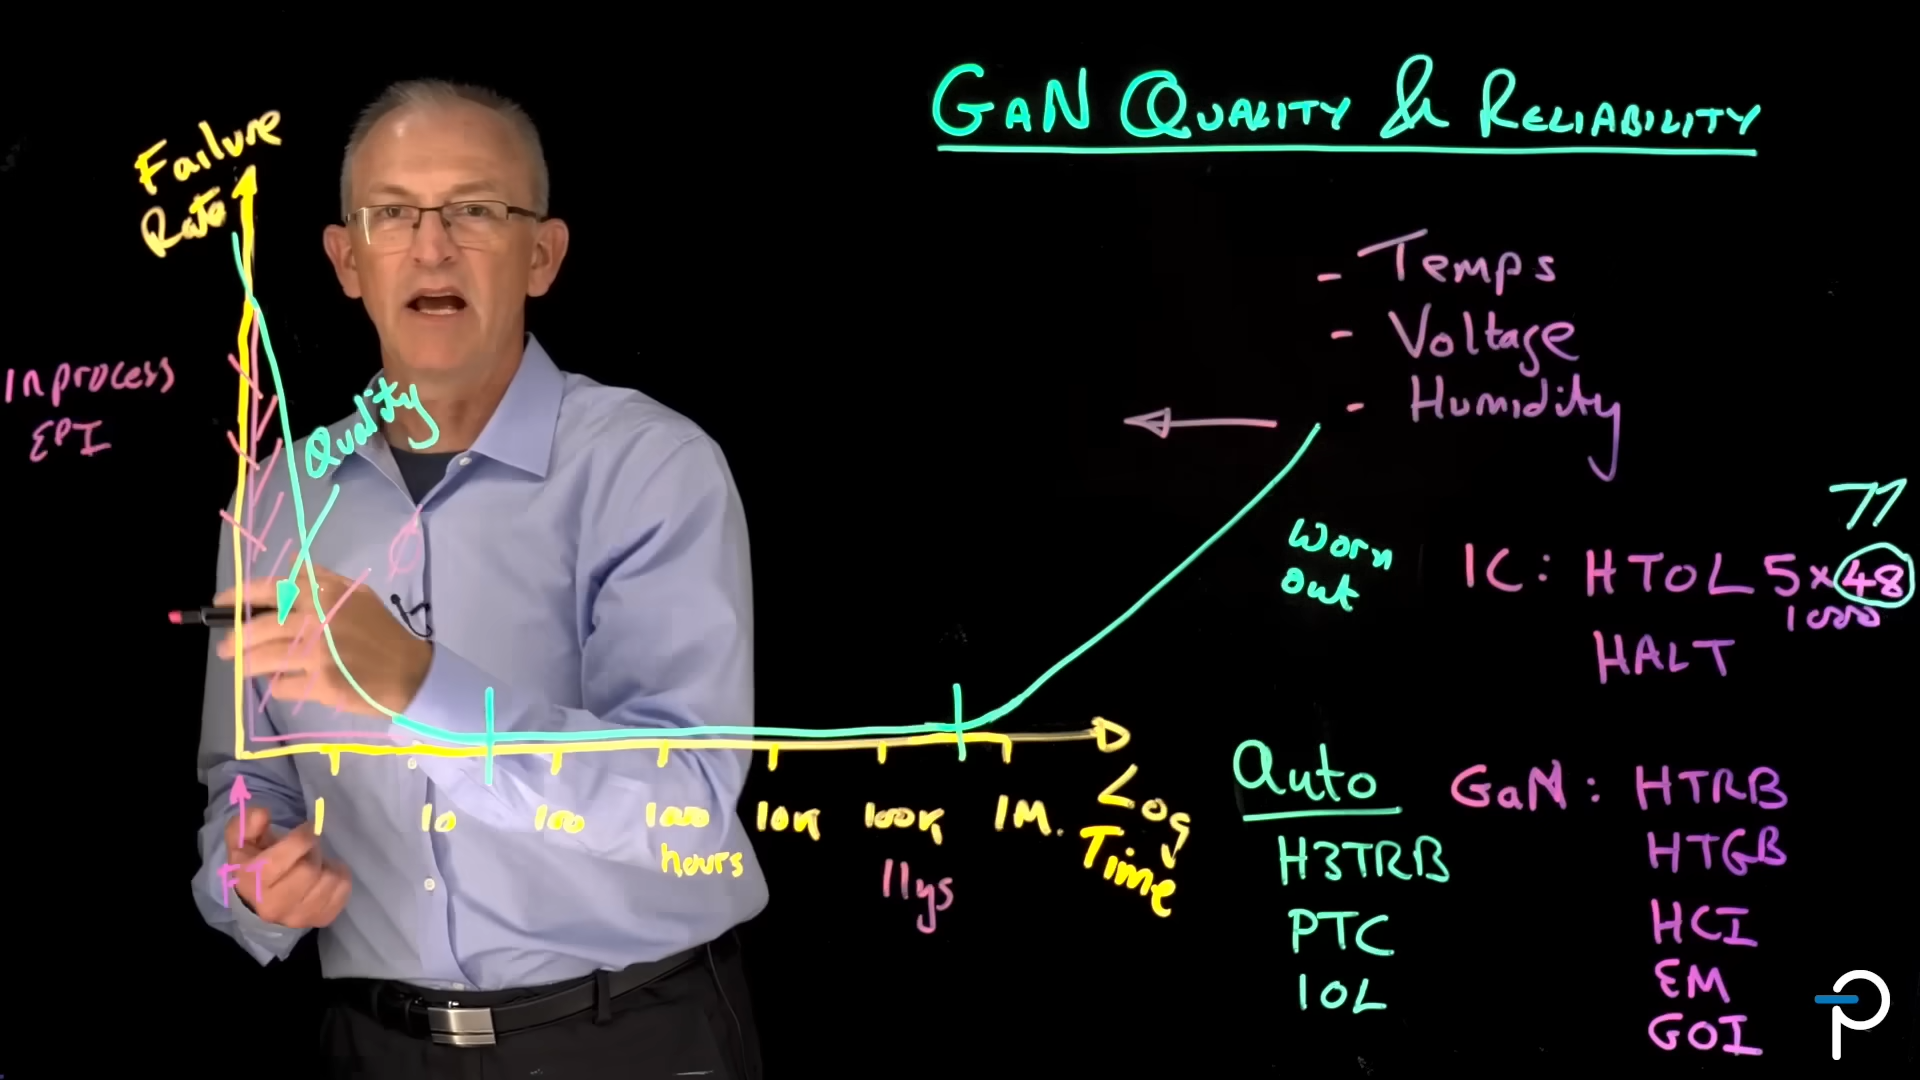 GaN QUALITY & RELIABILITY
Failure
Rate
- Temps
- Voltage
- Humidity
Inprocess
EPI
Quality
Worn
out
77
IC: HTOL 5x48
1000
HALT
1 10 100 1000 10K 100K 1M.
hours
11ys
Log
Time
FT
Auto
H3TRB
PTC
IOL
GaN: HTRB
HTGB
HCI
EM
GOI